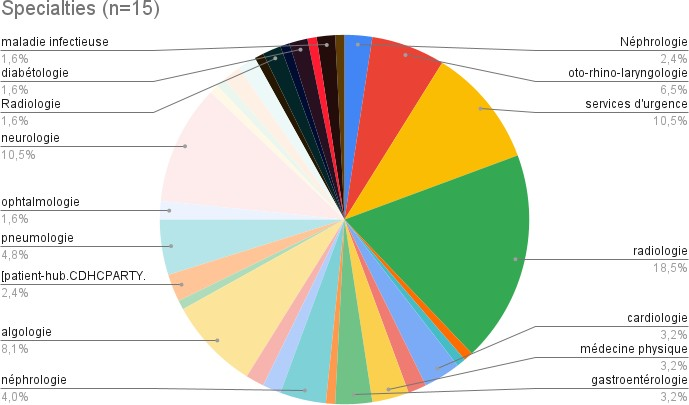 Specialties (n=15)
maladie infectieuse
1,6%
diabétologie
1,6%
Radiologie
1,6%
neurologie
10,5%
ophtalmologie
1,6%
pneumologie
4,8%
[patient-hub.CDHCPARTY.
2,4%
algologie
8,1%
néphrologie
4,0%
Néphrologie
2,4%
oto-rhino-laryngologie
6,5%
services d'urgence
10,5%
radiologie
18,5%
cardiologie
3,2%
médecine physique
3,2%
gastroentérologie
3,2%